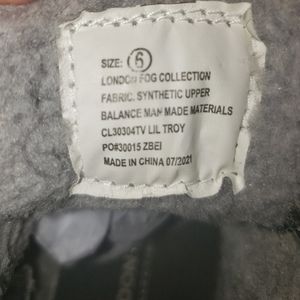 SIZE: 6
LONDON FOG COLLECTION
FABRIC: SYNTHETIC UPPER
BALANCE MAN MADE MATERIALS
CL30304TV LIL TROY
PO#30015 ZBEI
MADE IN CHINA 07/2021